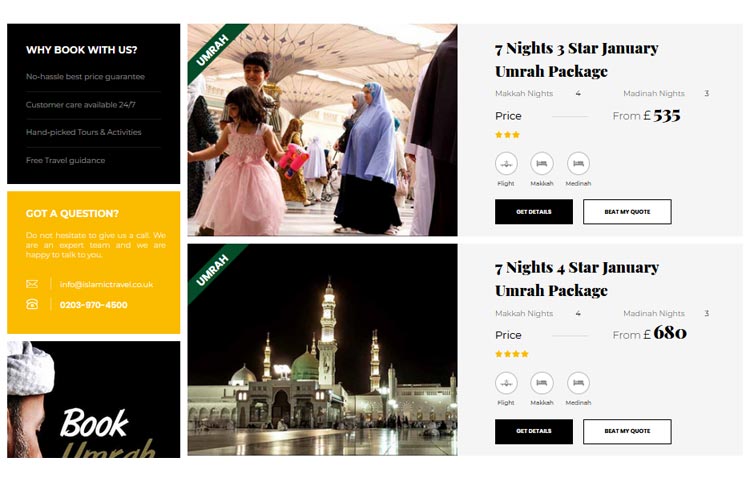 WHY BOOK WITH US?
No-hassle best price guarantee
Customer care available 24/7
Hand-picked Tours & Activities
Free Travel guidance
GOT A QUESTION?
Do not hesitate to give us a call. We
are an expert team and we are
happy to talk to you.
info@islamictravel.co.uk
0203-970-4500
Book
Umrah
UMRAH
7 Nights 3 Star January
Umrah Package
Makkah Nights 4 Madinah Nights 3
Price From £ 535
Flight Makkah Medinah
GET DETAILS BEAT MY QUOTE
UMRAH
7 Nights 4 Star January
Umrah Package
Makkah Nights 4 Madinah Nights 3
Price From £ 680
Flight Makkah Medinah
GET DETAILS BEAT MY QUOTE